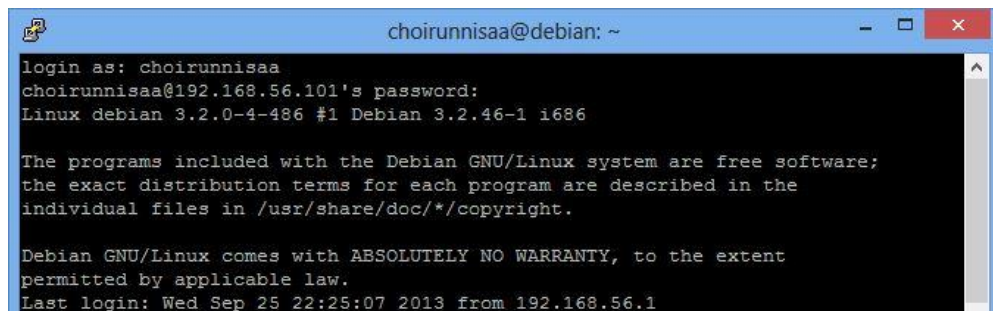 choirunnisaa@debian: ~
login as: choirunnisaa
choirunnisaa@192.168.56.101's password:
Linux debian 3.2.0-4-486 #1 Debian 3.2.46-1 i686
The programs included with the Debian GNU/Linux system are free software;
the exact distribution terms for each program are described in the
individual files in /usr/share/doc/*/copyright.
Debian GNU/Linux comes with ABSOLUTELY NO WARRANTY, to the extent
permitted by applicable law.
Last login: Wed Sep 25 22:25:07 2013 from 192.168.56.1